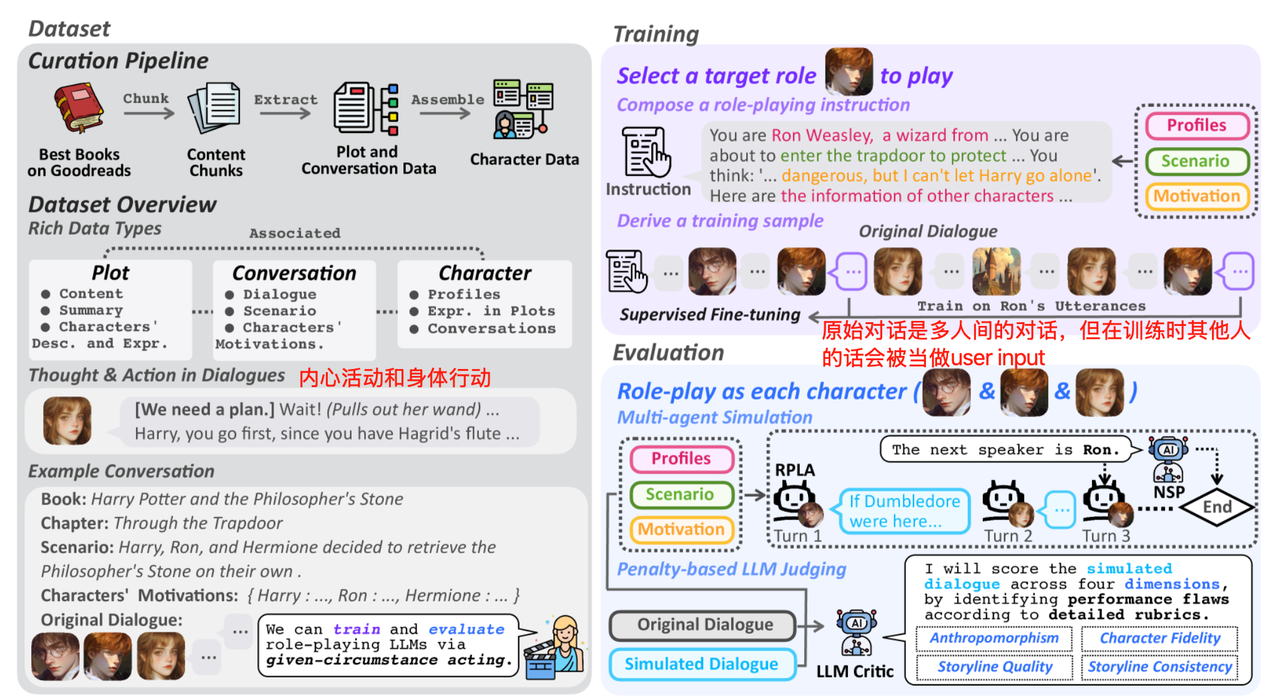 Dataset
Curation Pipeline
Chunk
Extract
Assemble
Best Books
on Goodreads
Content
Chunks
Plot and
Conversation Data
Character Data
Dataset Overview
Rich Data Types
Associated
Plot
● Content
● Summary
● Characters'
Desc. and Expr.
Conversation
● Dialogue
● Scenario
● Characters'
Motivations.
Character
● Profiles
● Expr. in Plots
● Conversations
Thought & Action in Dialogues
内心活动和身体行动
[We need a plan.] Wait! (Pulls out her wand) ...
Harry, you go first, since you have Hagrid's flute ...
Example Conversation
Book: Harry Potter and the Philosopher's Stone
Chapter: Through the Trapdoor
Scenario: Harry, Ron, and Hermione decided to retrieve the
Philosopher's Stone on their own .
Characters' Motivations: { Harry : ..., Ron : ..., Hermione : ... }
Original Dialogue:
...
...
We can train and evaluate
role-playing LLMs via
given-circumstance acting.
Training
Select a target role to play
Compose a role-playing instruction
Instruction
You are Ron Weasley, a wizard from ... You are
about to enter the trapdoor to protect ... You
think: '... dangerous, but I can't let Harry go alone'.
Here are the information of other characters ...
Profiles
Scenario
Motivation
Derive a training sample
Original Dialogue
... ... ... ... ... ... ...
Train on Ron's Utterances
Supervised Fine-tuning
原始对话是多人间的对话，但在训练时其他人
的话会被当做user input
Evaluation
Role-play as each character ( & & )
Multi-agent Simulation
Profiles
Scenario
Motivation
The next speaker is Ron.
AI
NSP
RPLA
If Dumbledore
were here...
...
End
Turn 1
Turn 2
Turn 3
Penalty-based LLM Judging
Original Dialogue
Simulated Dialogue
AI
LLM Critic
I will score the simulated
dialogue across four dimensions,
by identifying performance flaws
according to detailed rubrics.
Anthropomorphism
Character Fidelity
Storyline Quality
Storyline Consistency